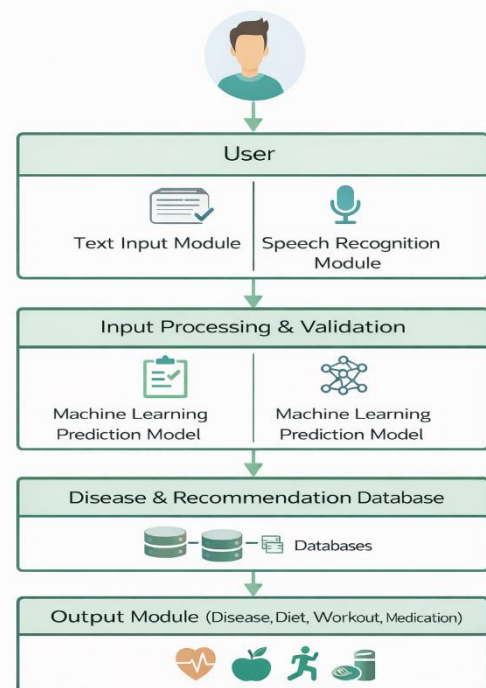 User
Text Input Module
Speech Recognition
Module
Input Processing & Validation
Machine Learning
Prediction Model
Machine Learning
Prediction Model
Disease & Recommendation Database
Databases
Output Module (Disease, Diet, Workout, Medication)